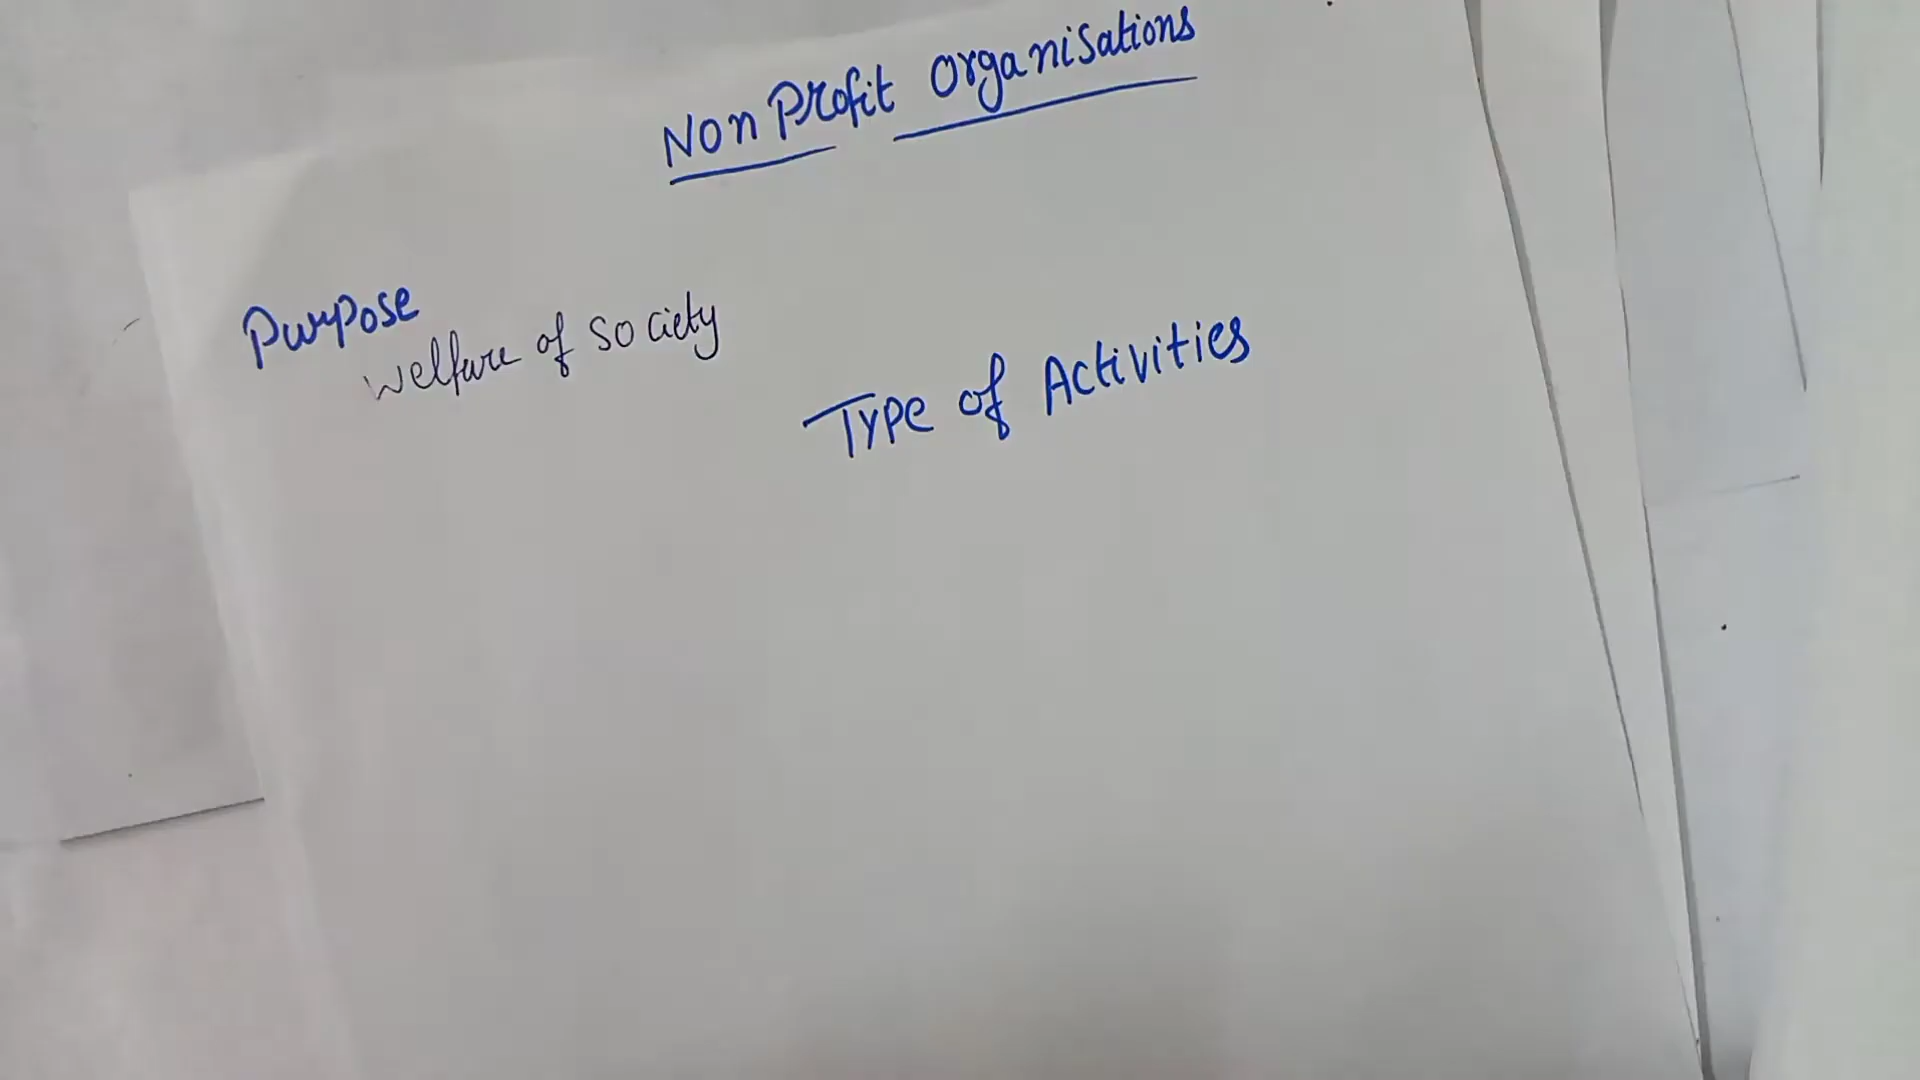 Non Profit Organisations
Purpose
Welfare of Society
Type of Activities